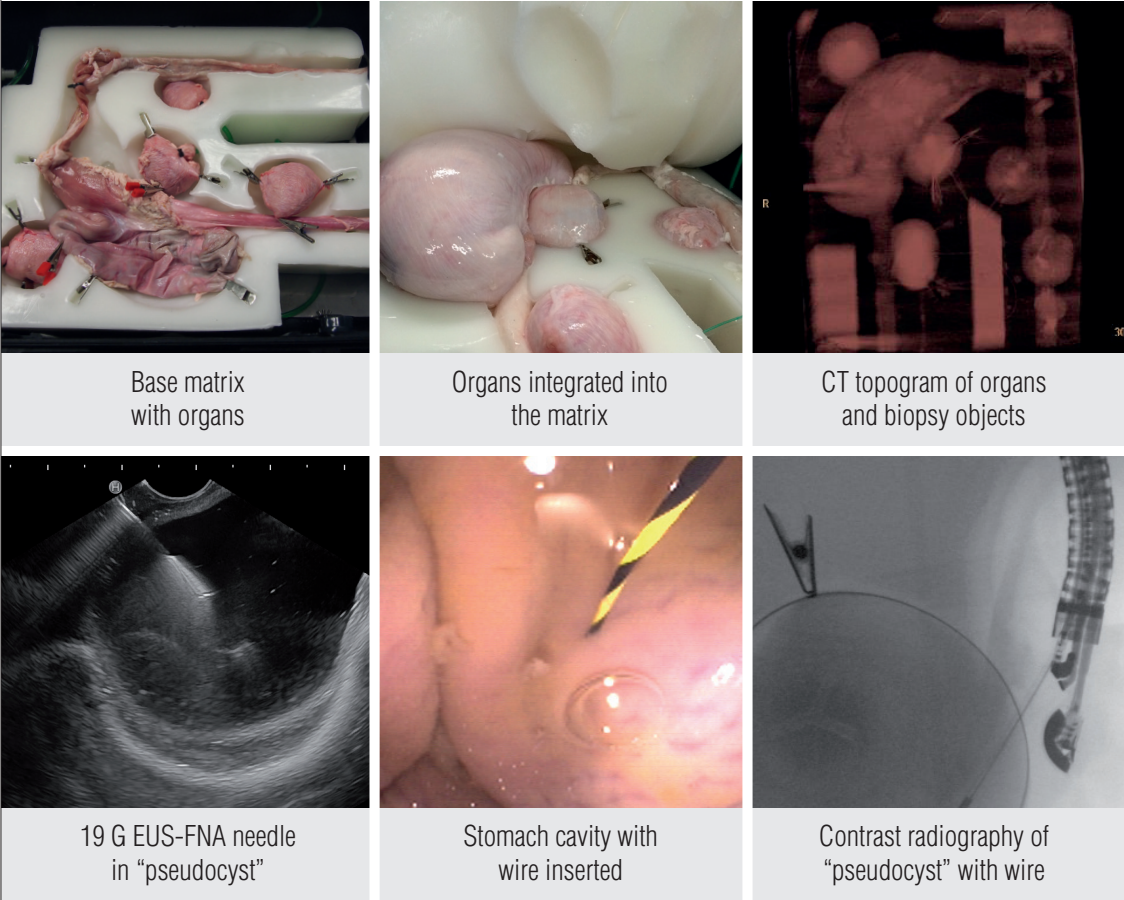 R
30
Base matrix
with organs
Organs integrated into
the matrix
CT topogram of organs
and biopsy objects
H
19 G EUS-FNA needle
in “pseudocyst”
Stomach cavity with
wire inserted
Contrast radiography of
“pseudocyst” with wire